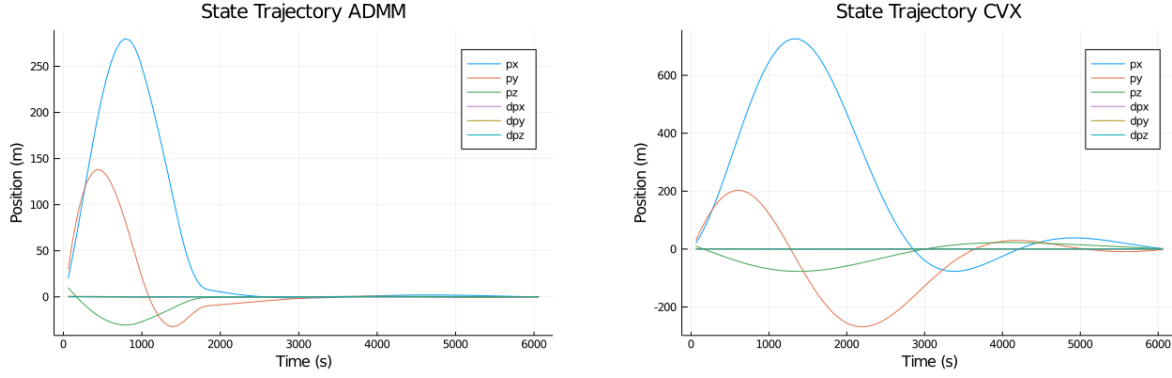 State Trajectory ADMM
250
200
150
100
50
0
px
py
pz
dpx
dpy
dpz
Position (m)
0
1000
2000
3000
4000
5000
6000
Time (s)
State Trajectory CVX
600
400
200
0
-200
px
py
pz
dpx
dpy
dpz
Position (m)
0
1000
2000
3000
4000
5000
6000
Time (s)